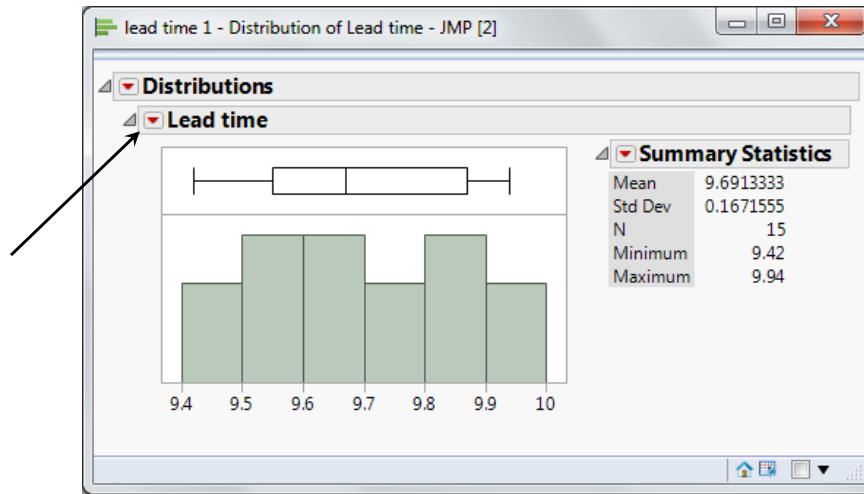 lead time 1 - Distribution of Lead time - JMP [2]
Distributions
Lead time
Summary Statistics
Mean 9.6913333
Std Dev 0.1671555
N 15
Minimum 9.42
Maximum 9.94
9.4 9.5 9.6 9.7 9.8 9.9 10